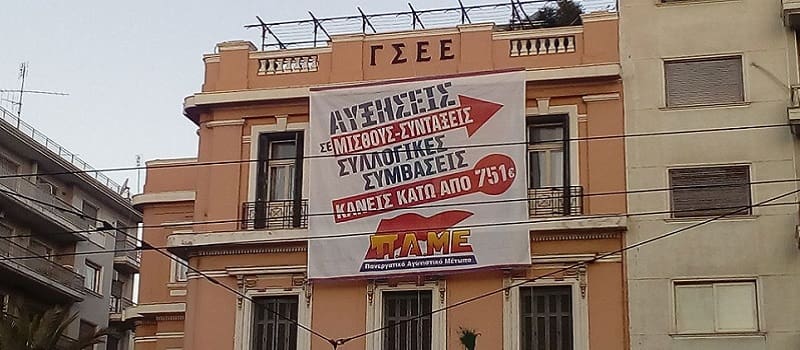 ΓΣΕΕ
ΑΥΞΗΣΕΙΣ
ΣΕ ΜΙΣΘΟΥΣ-ΣΥΝΤΑΞΕΙΣ
ΣΥΛΛΟΓΙΚΕΣ
ΣΥΜΒΑΣΕΙΣ
ΚΑΝΕΙΣ ΚΑΤΩ ΑΠΟ 751€
ΠΑΜΕ
Πανεργατικό Αγωνιστικό Μέτωπο